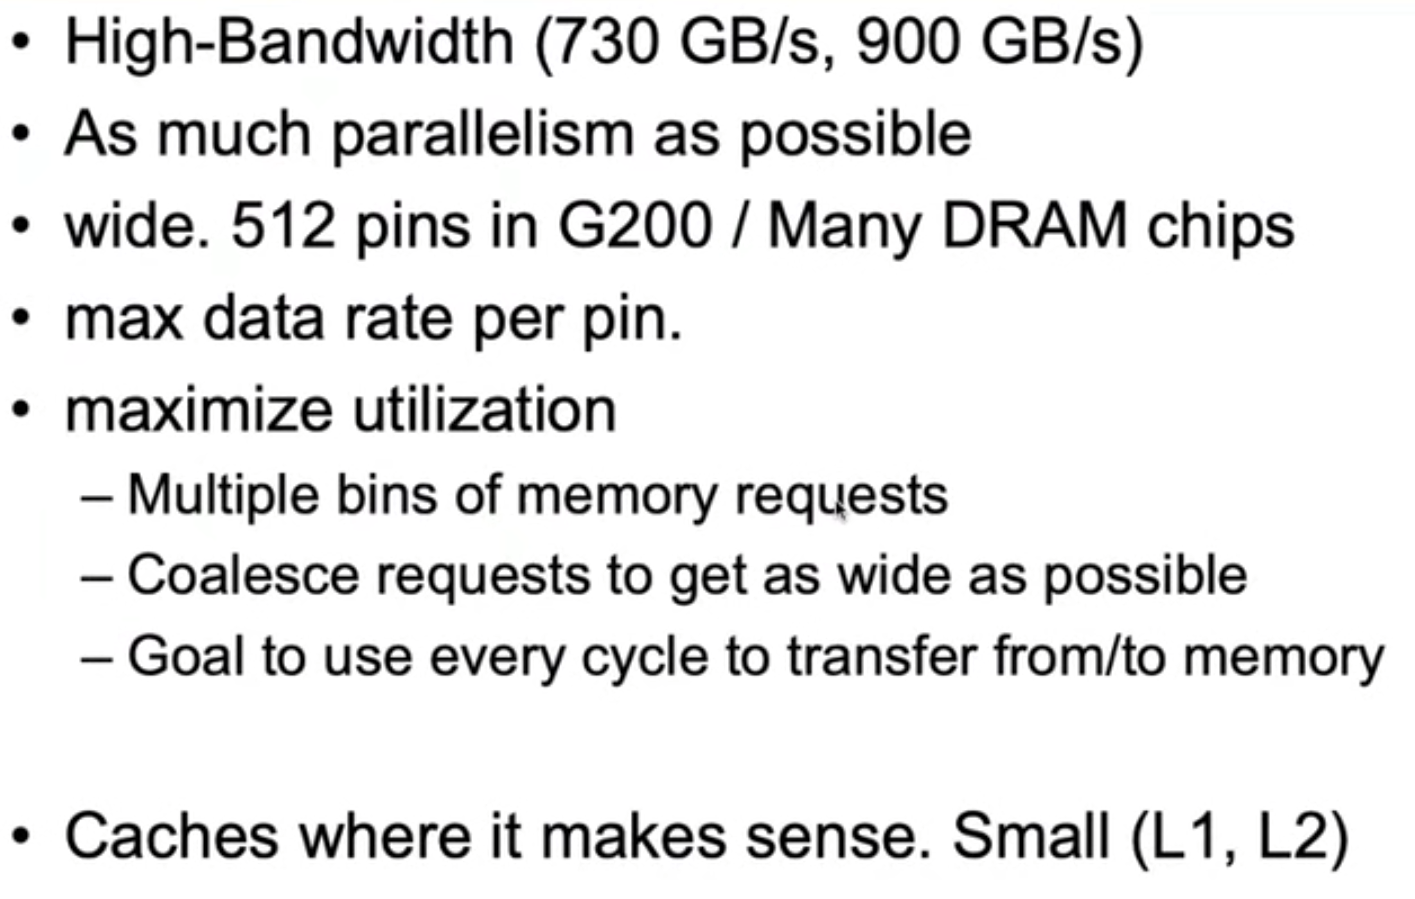 • High-Bandwidth (730 GB/s, 900 GB/s)
• As much parallelism as possible
• wide. 512 pins in G200 / Many DRAM chips
• max data rate per pin.
• maximize utilization
– Multiple bins of memory requests
– Coalesce requests to get as wide as possible
– Goal to use every cycle to transfer from/to memory
• Caches where it makes sense. Small (L1, L2)